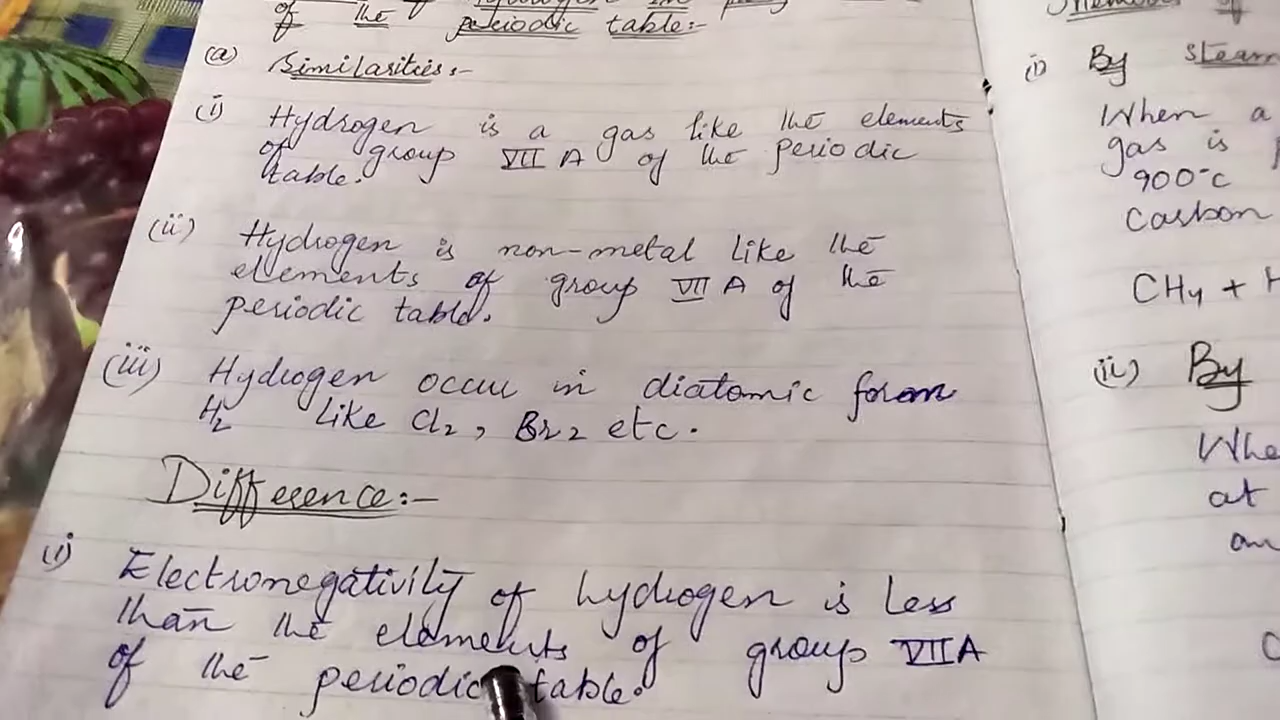 of the
periodic table:-
(a) Similarities:-
(i) Hydrogen is a gas like the elements
of group VII A of the periodic
table.
(ii) Hydrogen is non-metal like the
elements of group VII A of the
periodic table.
(iii) Hydrogen occur in diatomic form
H2 like Cl2, Br2 etc.
Difference:-
(i) Electronegativity of hydrogen is less
than the elements of group VIIA
of the periodic table.
(i) By steam
When a
gas is
900°C
Carbon
CH4 +
(ii) By
at